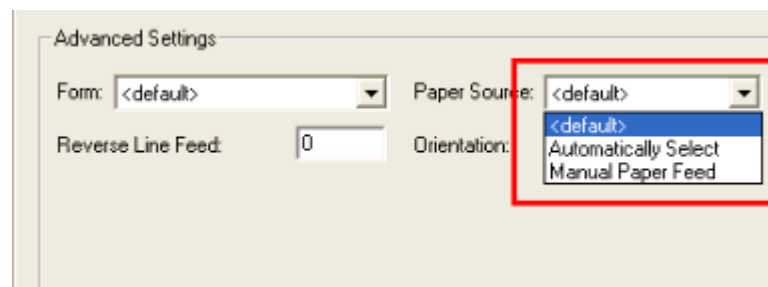 Advanced Settings
Form: <default> Paper Source: <default>
<default>
Reverse Line Feed: 0 Orientation: Automatically Select
Manual Paper Feed